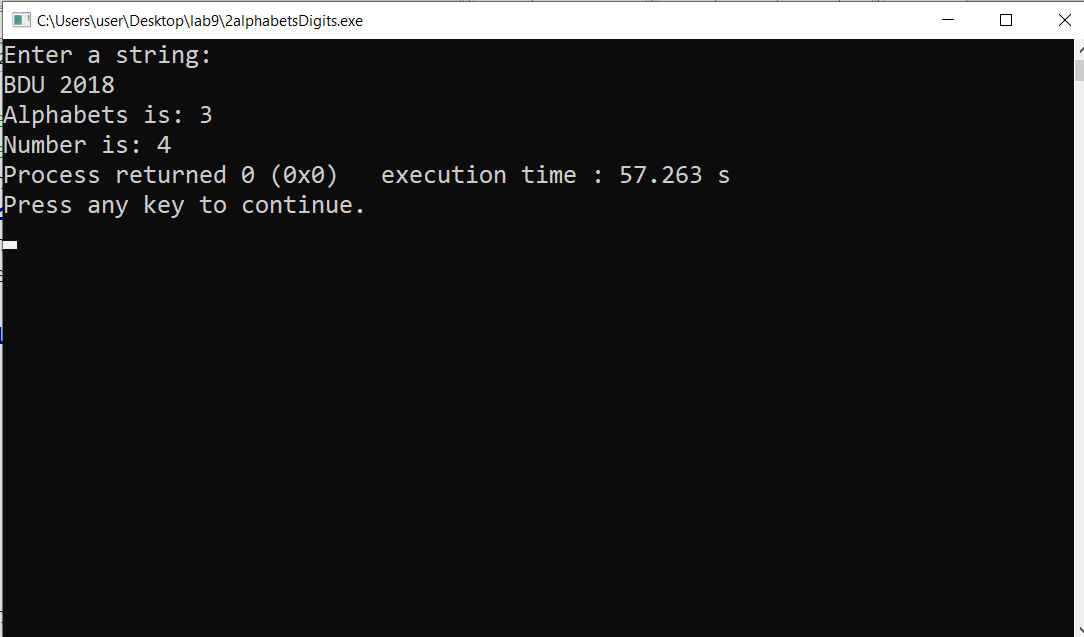 C:\Users\user\Desktop\lab9\2alphabetsDigits.exe
Enter a string:
BDU 2018
Alphabets is: 3
Number is: 4
Process returned 0 (0x0)   execution time : 57.263 s
Press any key to continue.